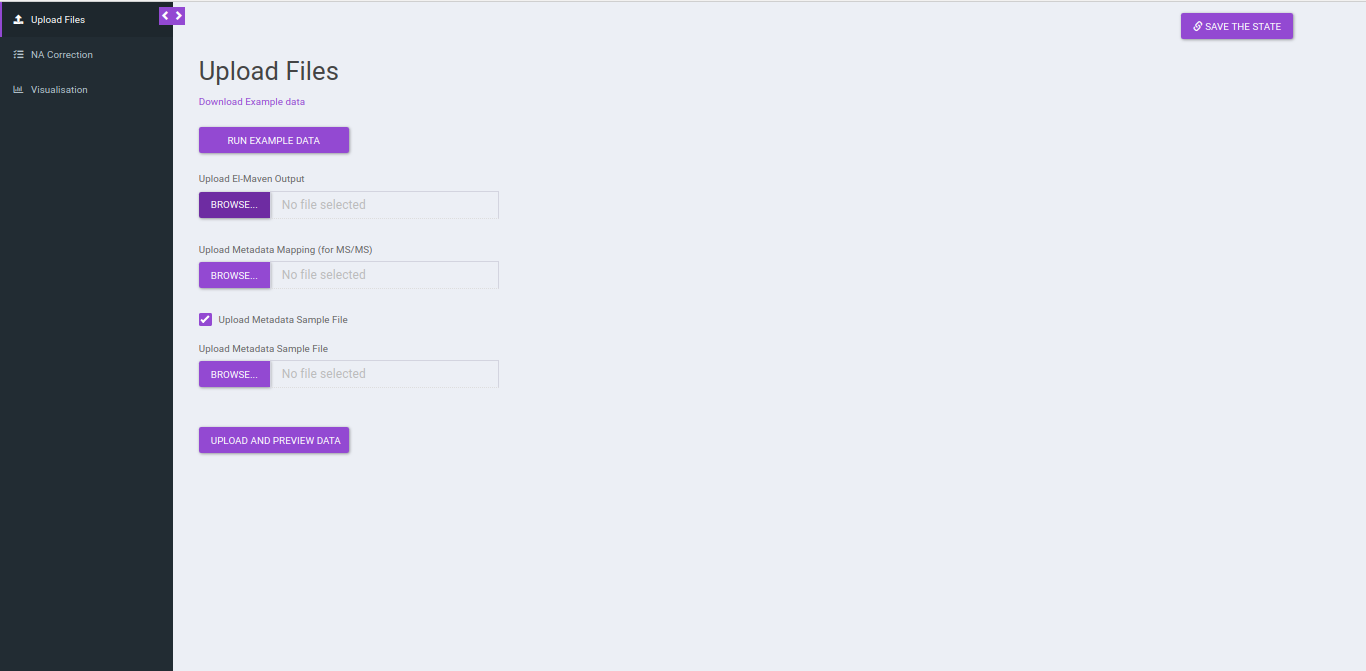 Upload Files
NA Correction
Visualisation
SAVE THE STATE
Upload Files
Download Example data
RUN EXAMPLE DATA
Upload El-Maven Output
BROWSE...
No file selected
Upload Metadata Mapping (for MS/MS)
BROWSE...
No file selected
Upload Metadata Sample File
Upload Metadata Sample File
BROWSE...
No file selected
UPLOAD AND PREVIEW DATA